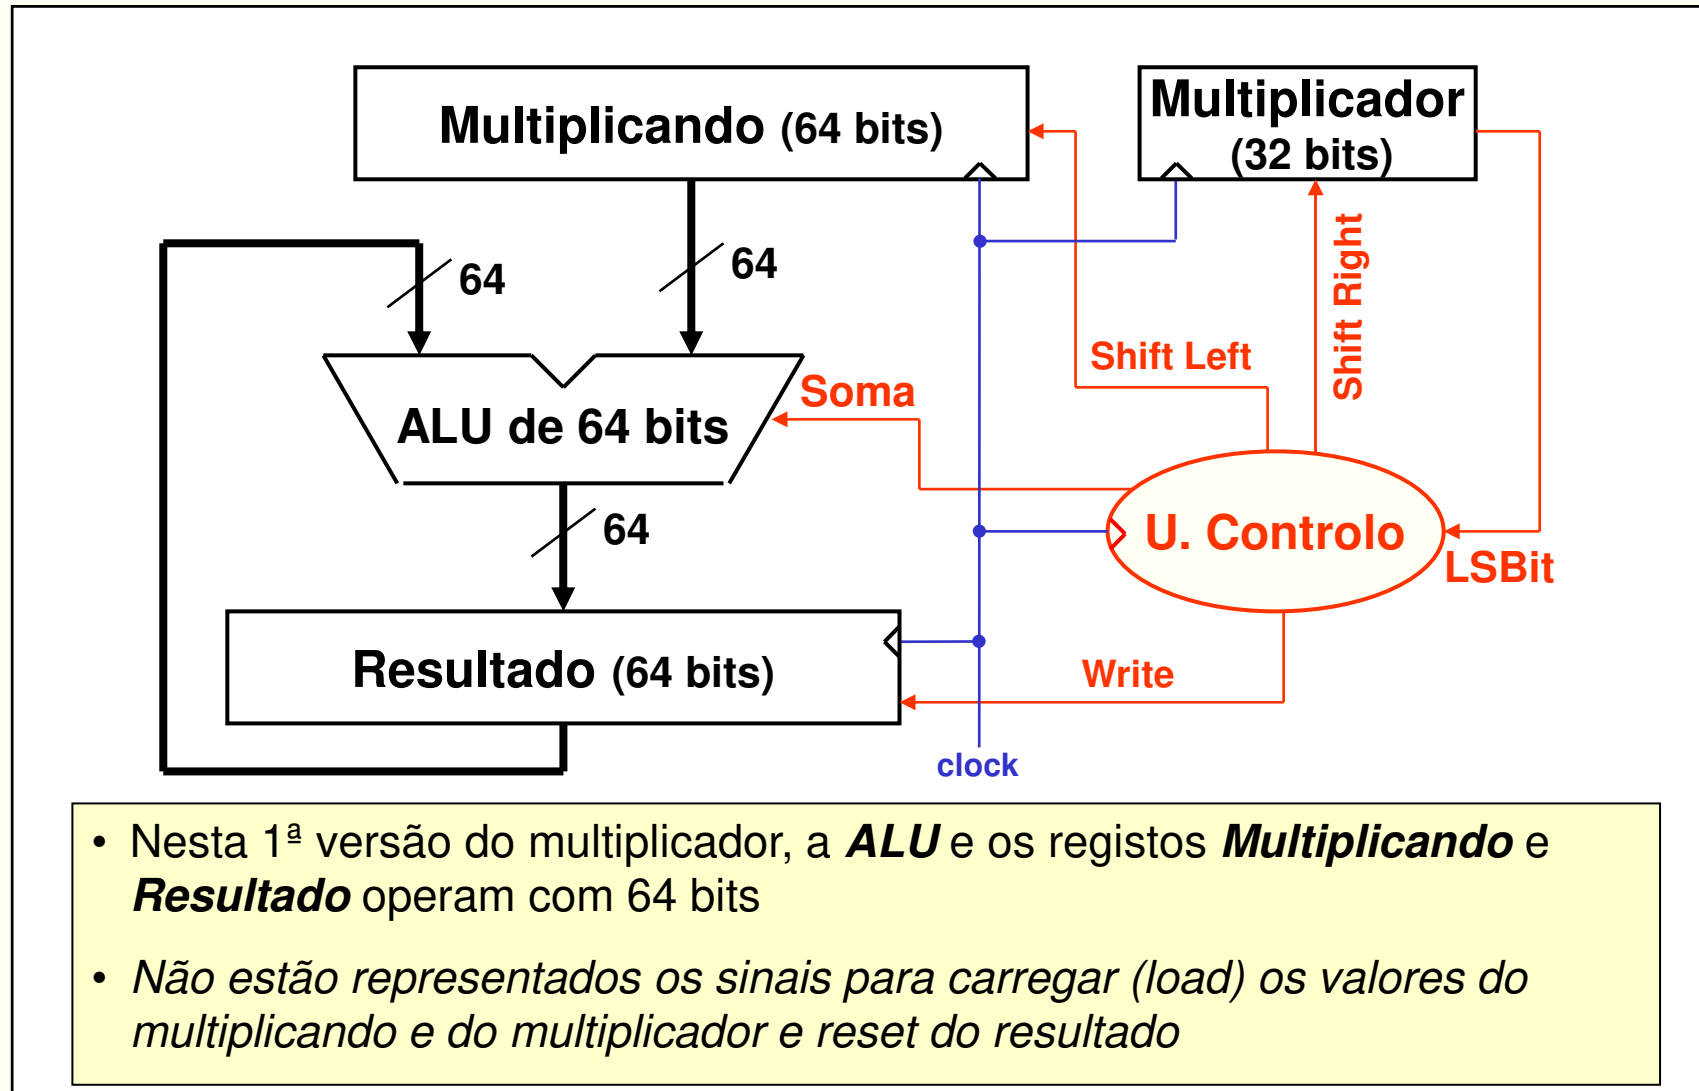 Multiplicando (64 bits)
Multiplicador
(32 bits)
64
64
Shift Right
Shift Left
Soma
ALU de 64 bits
64
U. Controlo
LSBit
Resultado (64 bits)
Write
clock
• Nesta 1ª versão do multiplicador, a ALU e os registos Multiplicando e
Resultado operam com 64 bits
• Não estão representados os sinais para carregar (load) os valores do
multiplicando e do multiplicador e reset do resultado